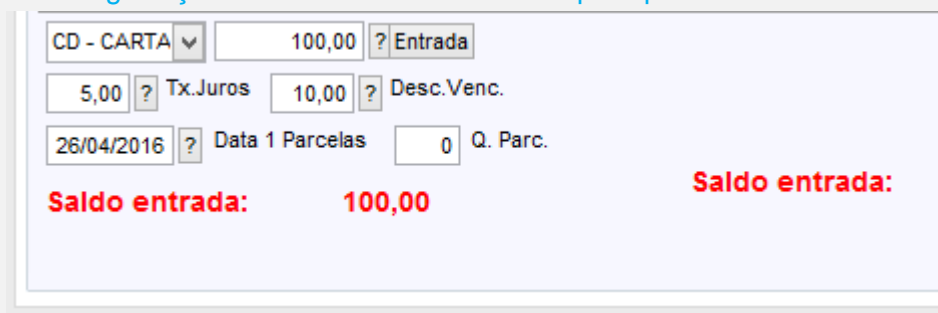 CD - CARTA 100,00 ? Entrada
5,00 ? Tx.Juros 10,00 ? Desc.Venc.
26/04/2016 ? Data 1 Parcelas 0 Q. Parc.
Saldo entrada: 100,00 Saldo entrada: